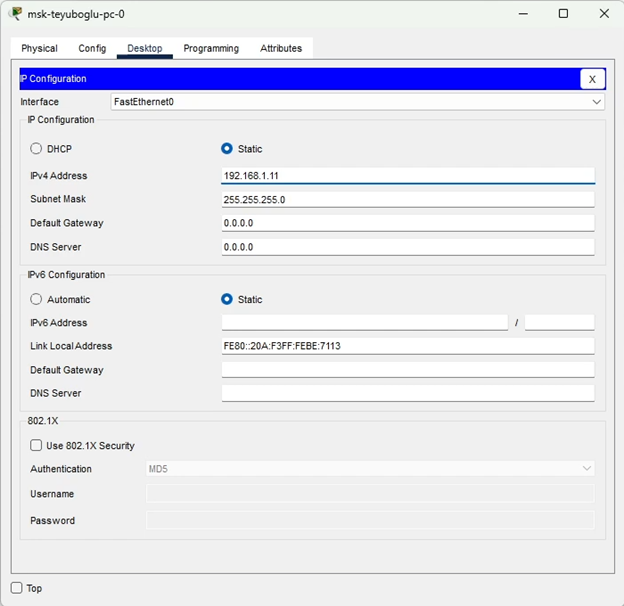 msk-teyuboglu-pc-0
Physical Config Desktop Programming Attributes
IP Configuration X
Interface FastEthernet0
IP Configuration
DHCP Static
IPv4 Address 192.168.1.11
Subnet Mask 255.255.255.0
Default Gateway 0.0.0.0
DNS Server 0.0.0.0
IPv6 Configuration
Automatic Static
IPv6 Address /
Link Local Address FE80::20A:F3FF:FEBE:7113
Default Gateway
DNS Server
802.1X
Use 802.1X Security
Authentication MD5
Username
Password
Top